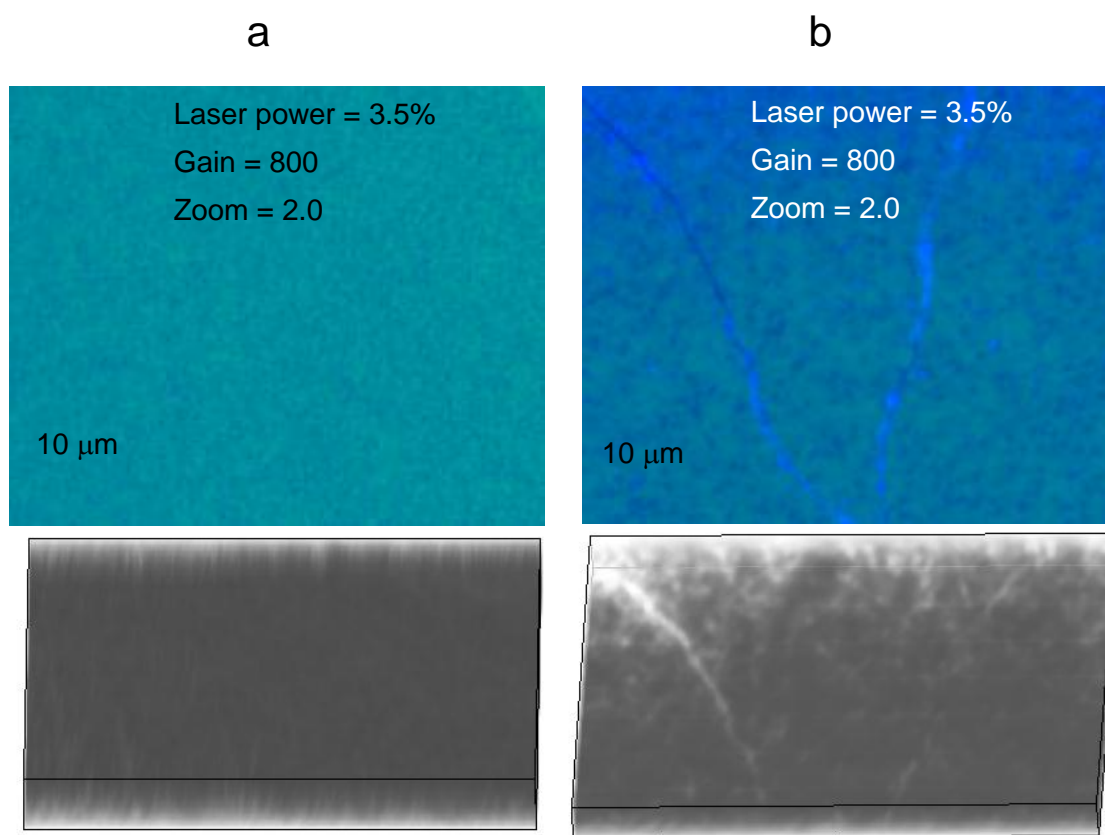 a
b
Laser power = 3.5%
Gain = 800
Zoom = 2.0
10 μm
Laser power = 3.5%
Gain = 800
Zoom = 2.0
10 μm